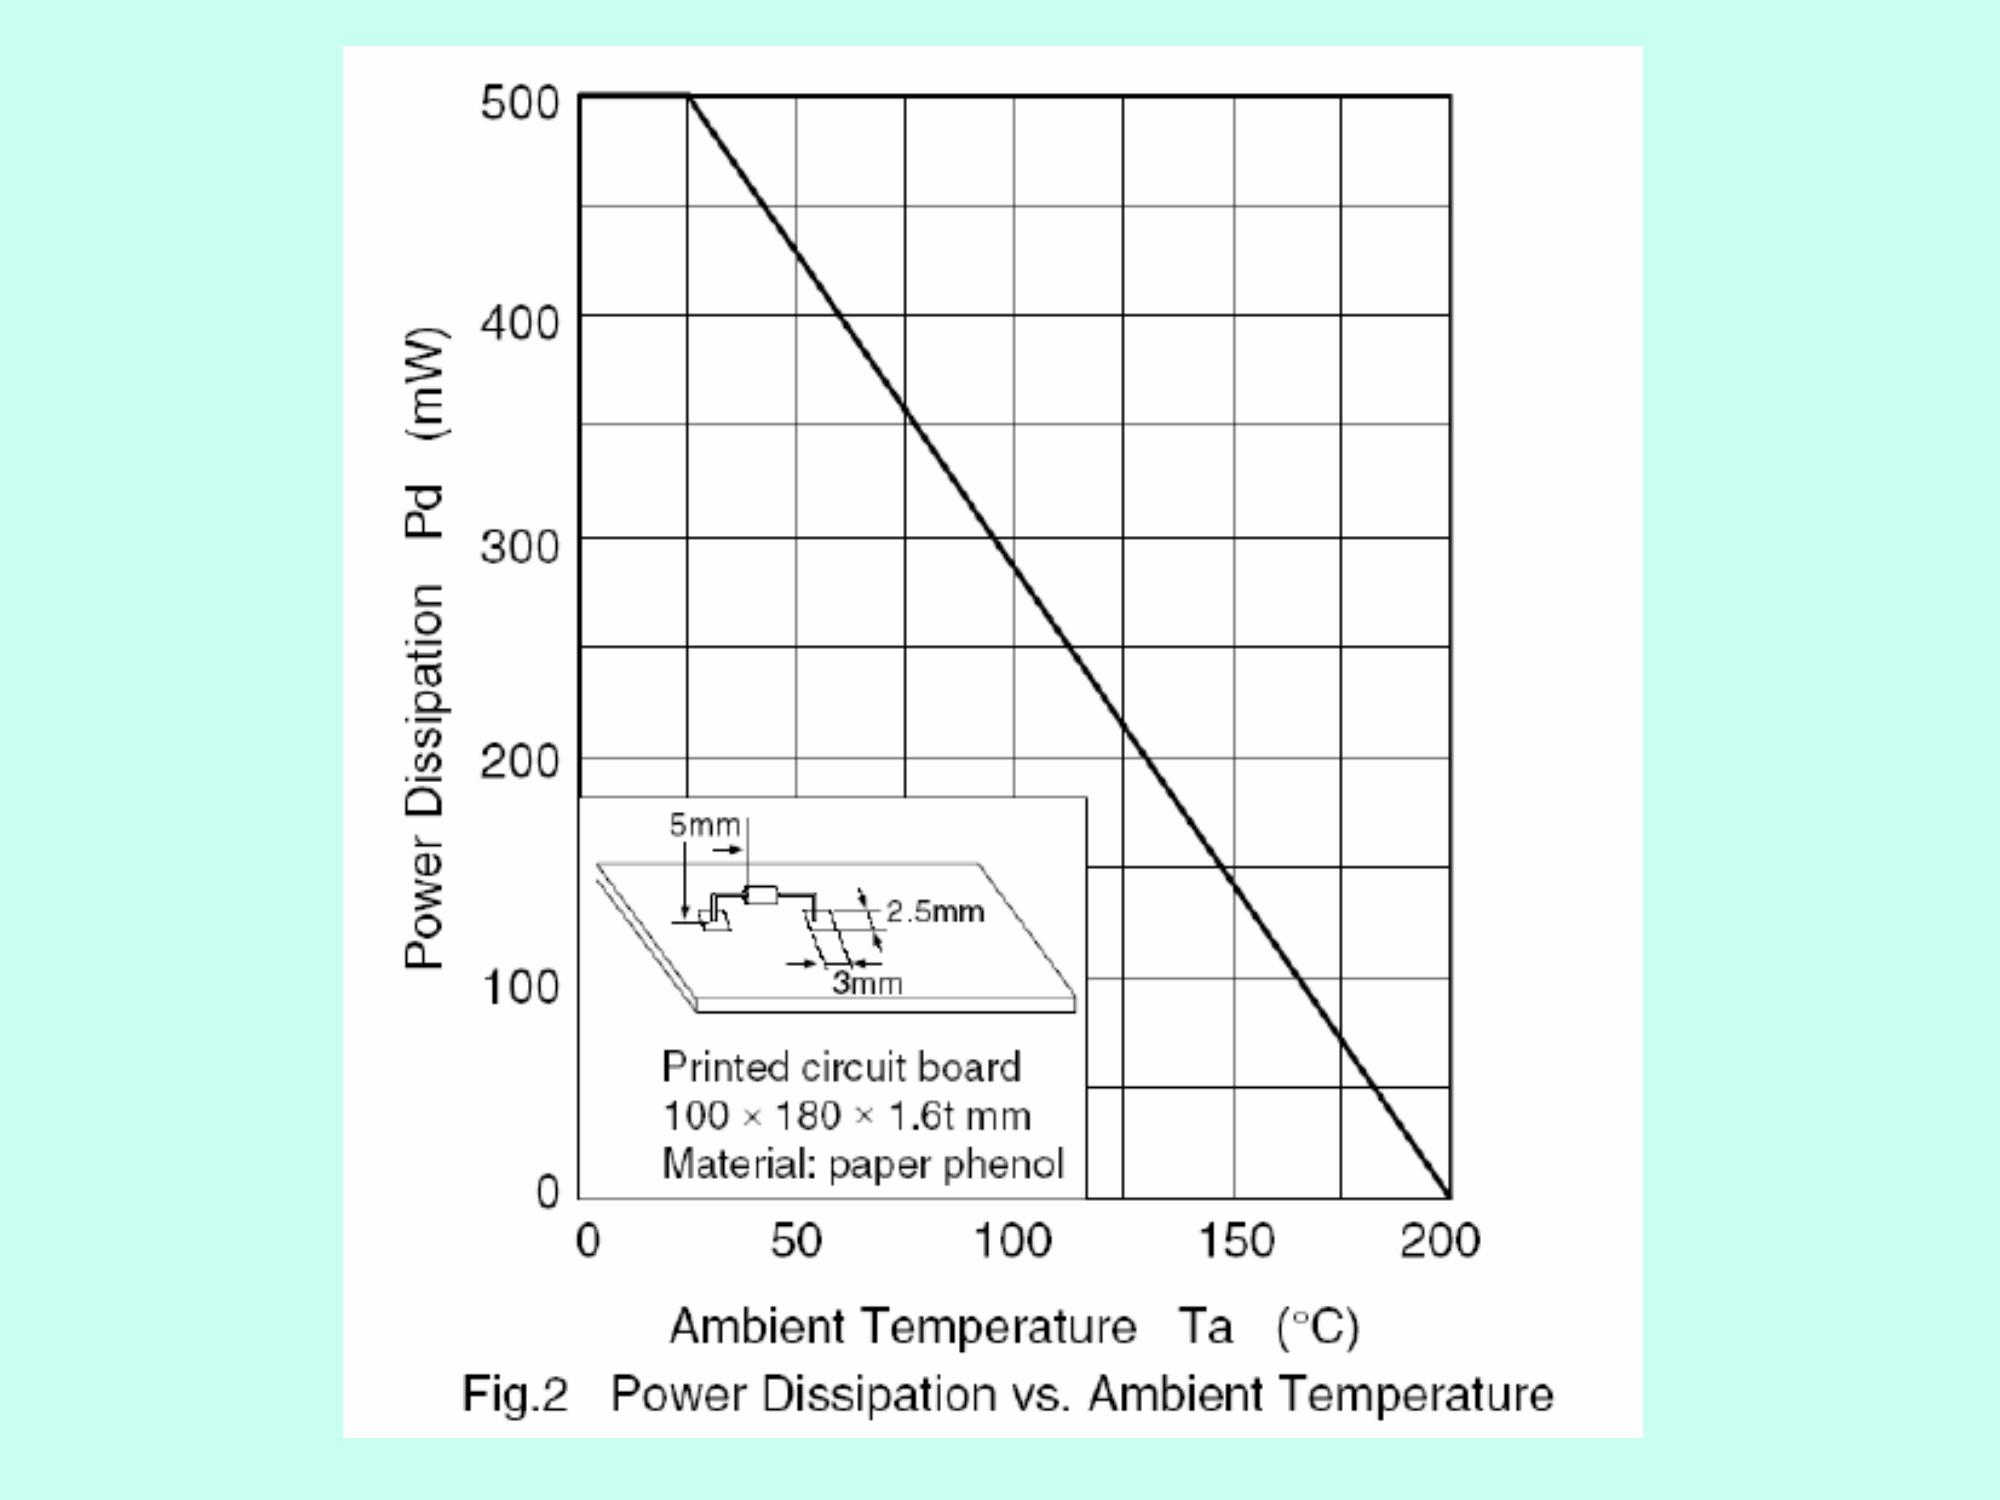 500
400
300
200
100
0
Power Dissipation Pd (mW)
5mm
2.5mm
3mm
Printed circuit board
100 × 180 × 1.6t mm
Material: paper phenol
0 50 100 150 200
Ambient Temperature Ta (°C)
Fig.2 Power Dissipation vs. Ambient Temperature